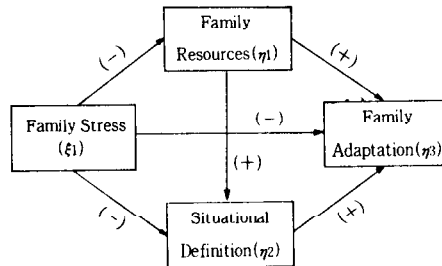 Family
Resources(η1)
(-)
(+)
Family Stress
(ξ1)
(-)
Family
Adaptation(η3)
(+)
(-)
Situational
Definition(η2)
(+)